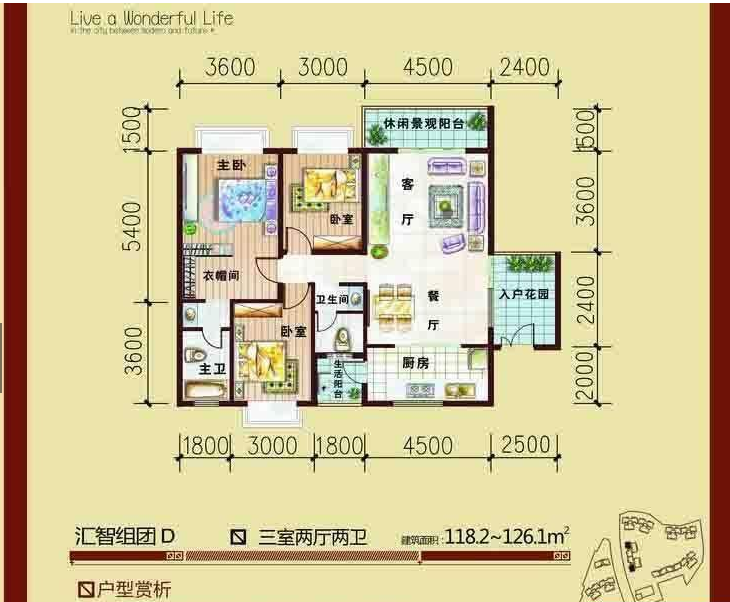 Live a Wonderful Life
In the city between modern and future
3600 3000 4500 2400
1500
5400
3600
1500
3600
2400
2000
休闲景观阳台
主卧
卧室
客厅
衣帽间
卫生间
餐厅
入户花园
卧室
主卫
生活阳台
厨房
1800 3000 1800 4500 2500
汇智组团 D 三室两厅两卫 建筑面积:118.2~126.1m²
户型赏析